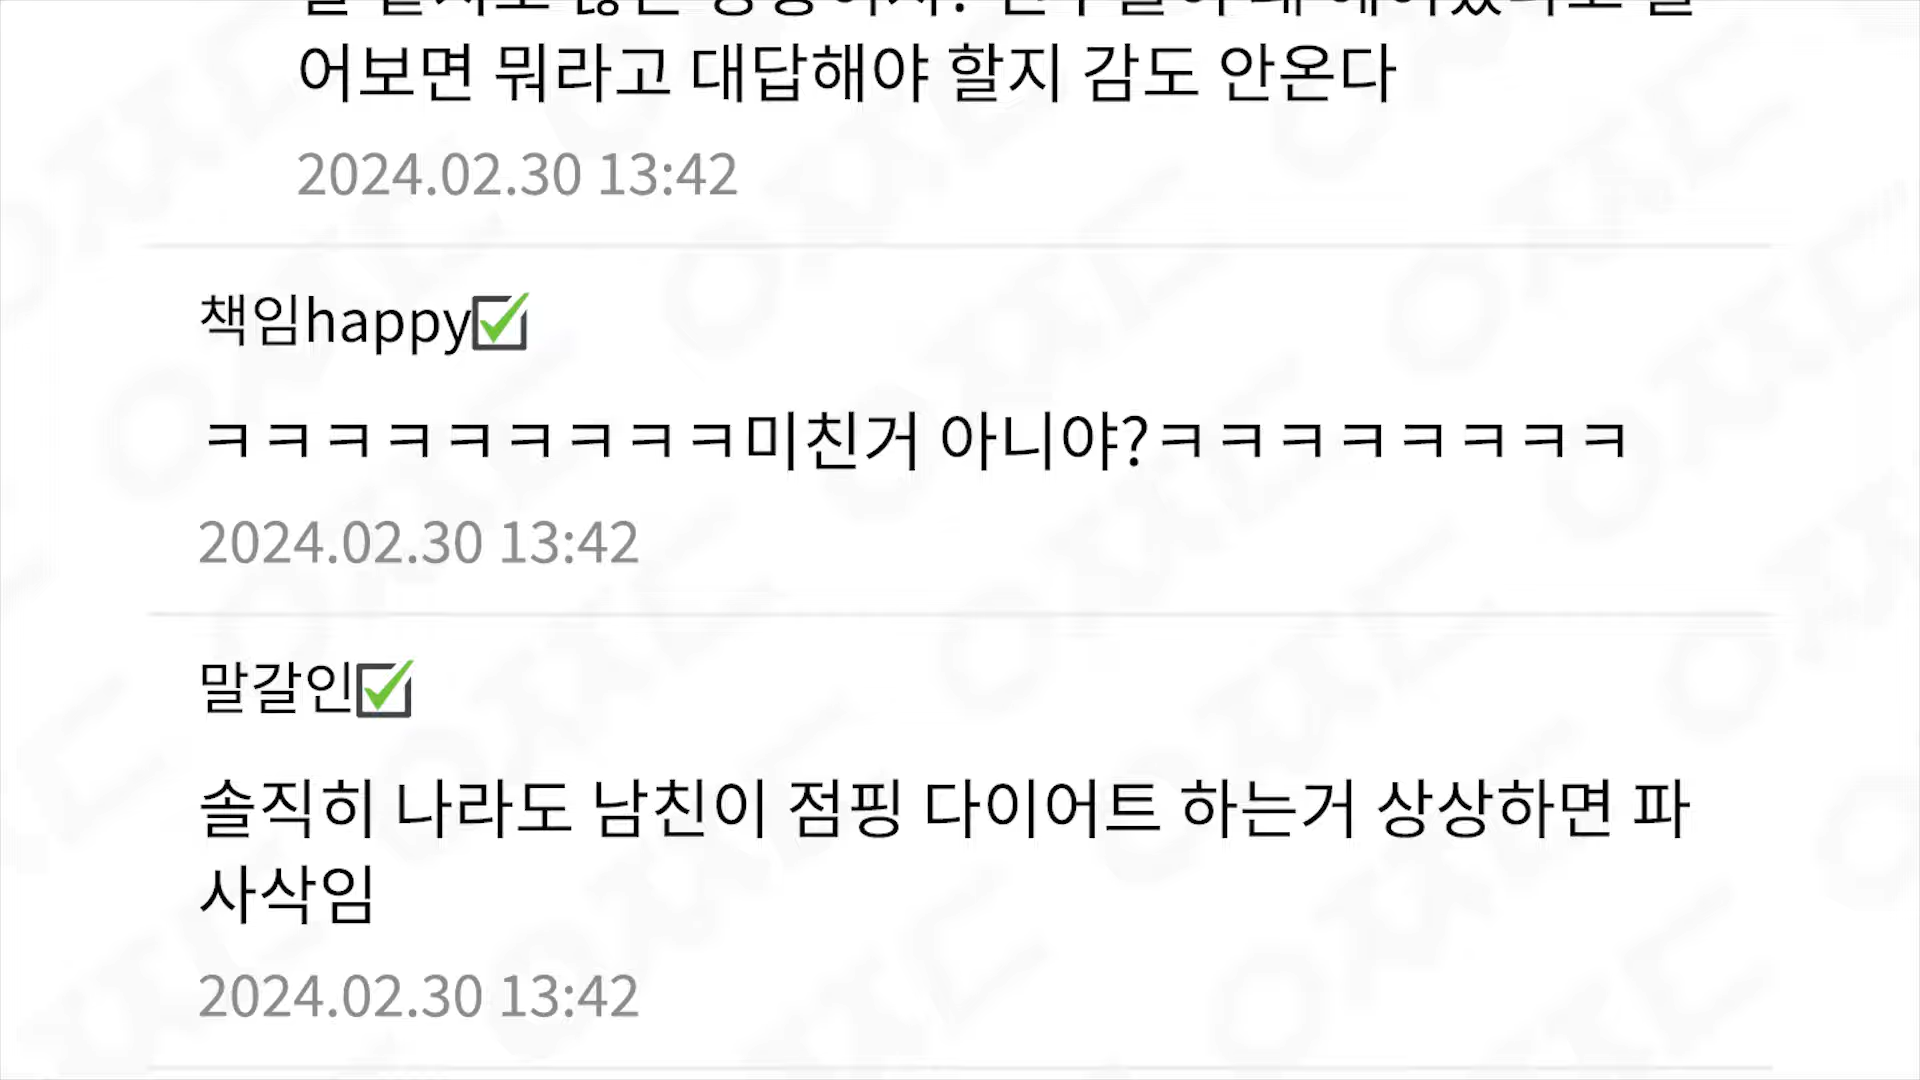 어보면 뭐라고 대답해야 할지 감도 안온다
2024.02.30 13:42
책임happy
ㅋㅋㅋㅋㅋㅋㅋㅋㅋ미친거 아니야?ㅋㅋㅋㅋㅋㅋㅋㅋ
2024.02.30 13:42
말갈인
솔직히 나라도 남친이 점핑 다이어트 하는거 상상하면 파
사삭임
2024.02.30 13:42